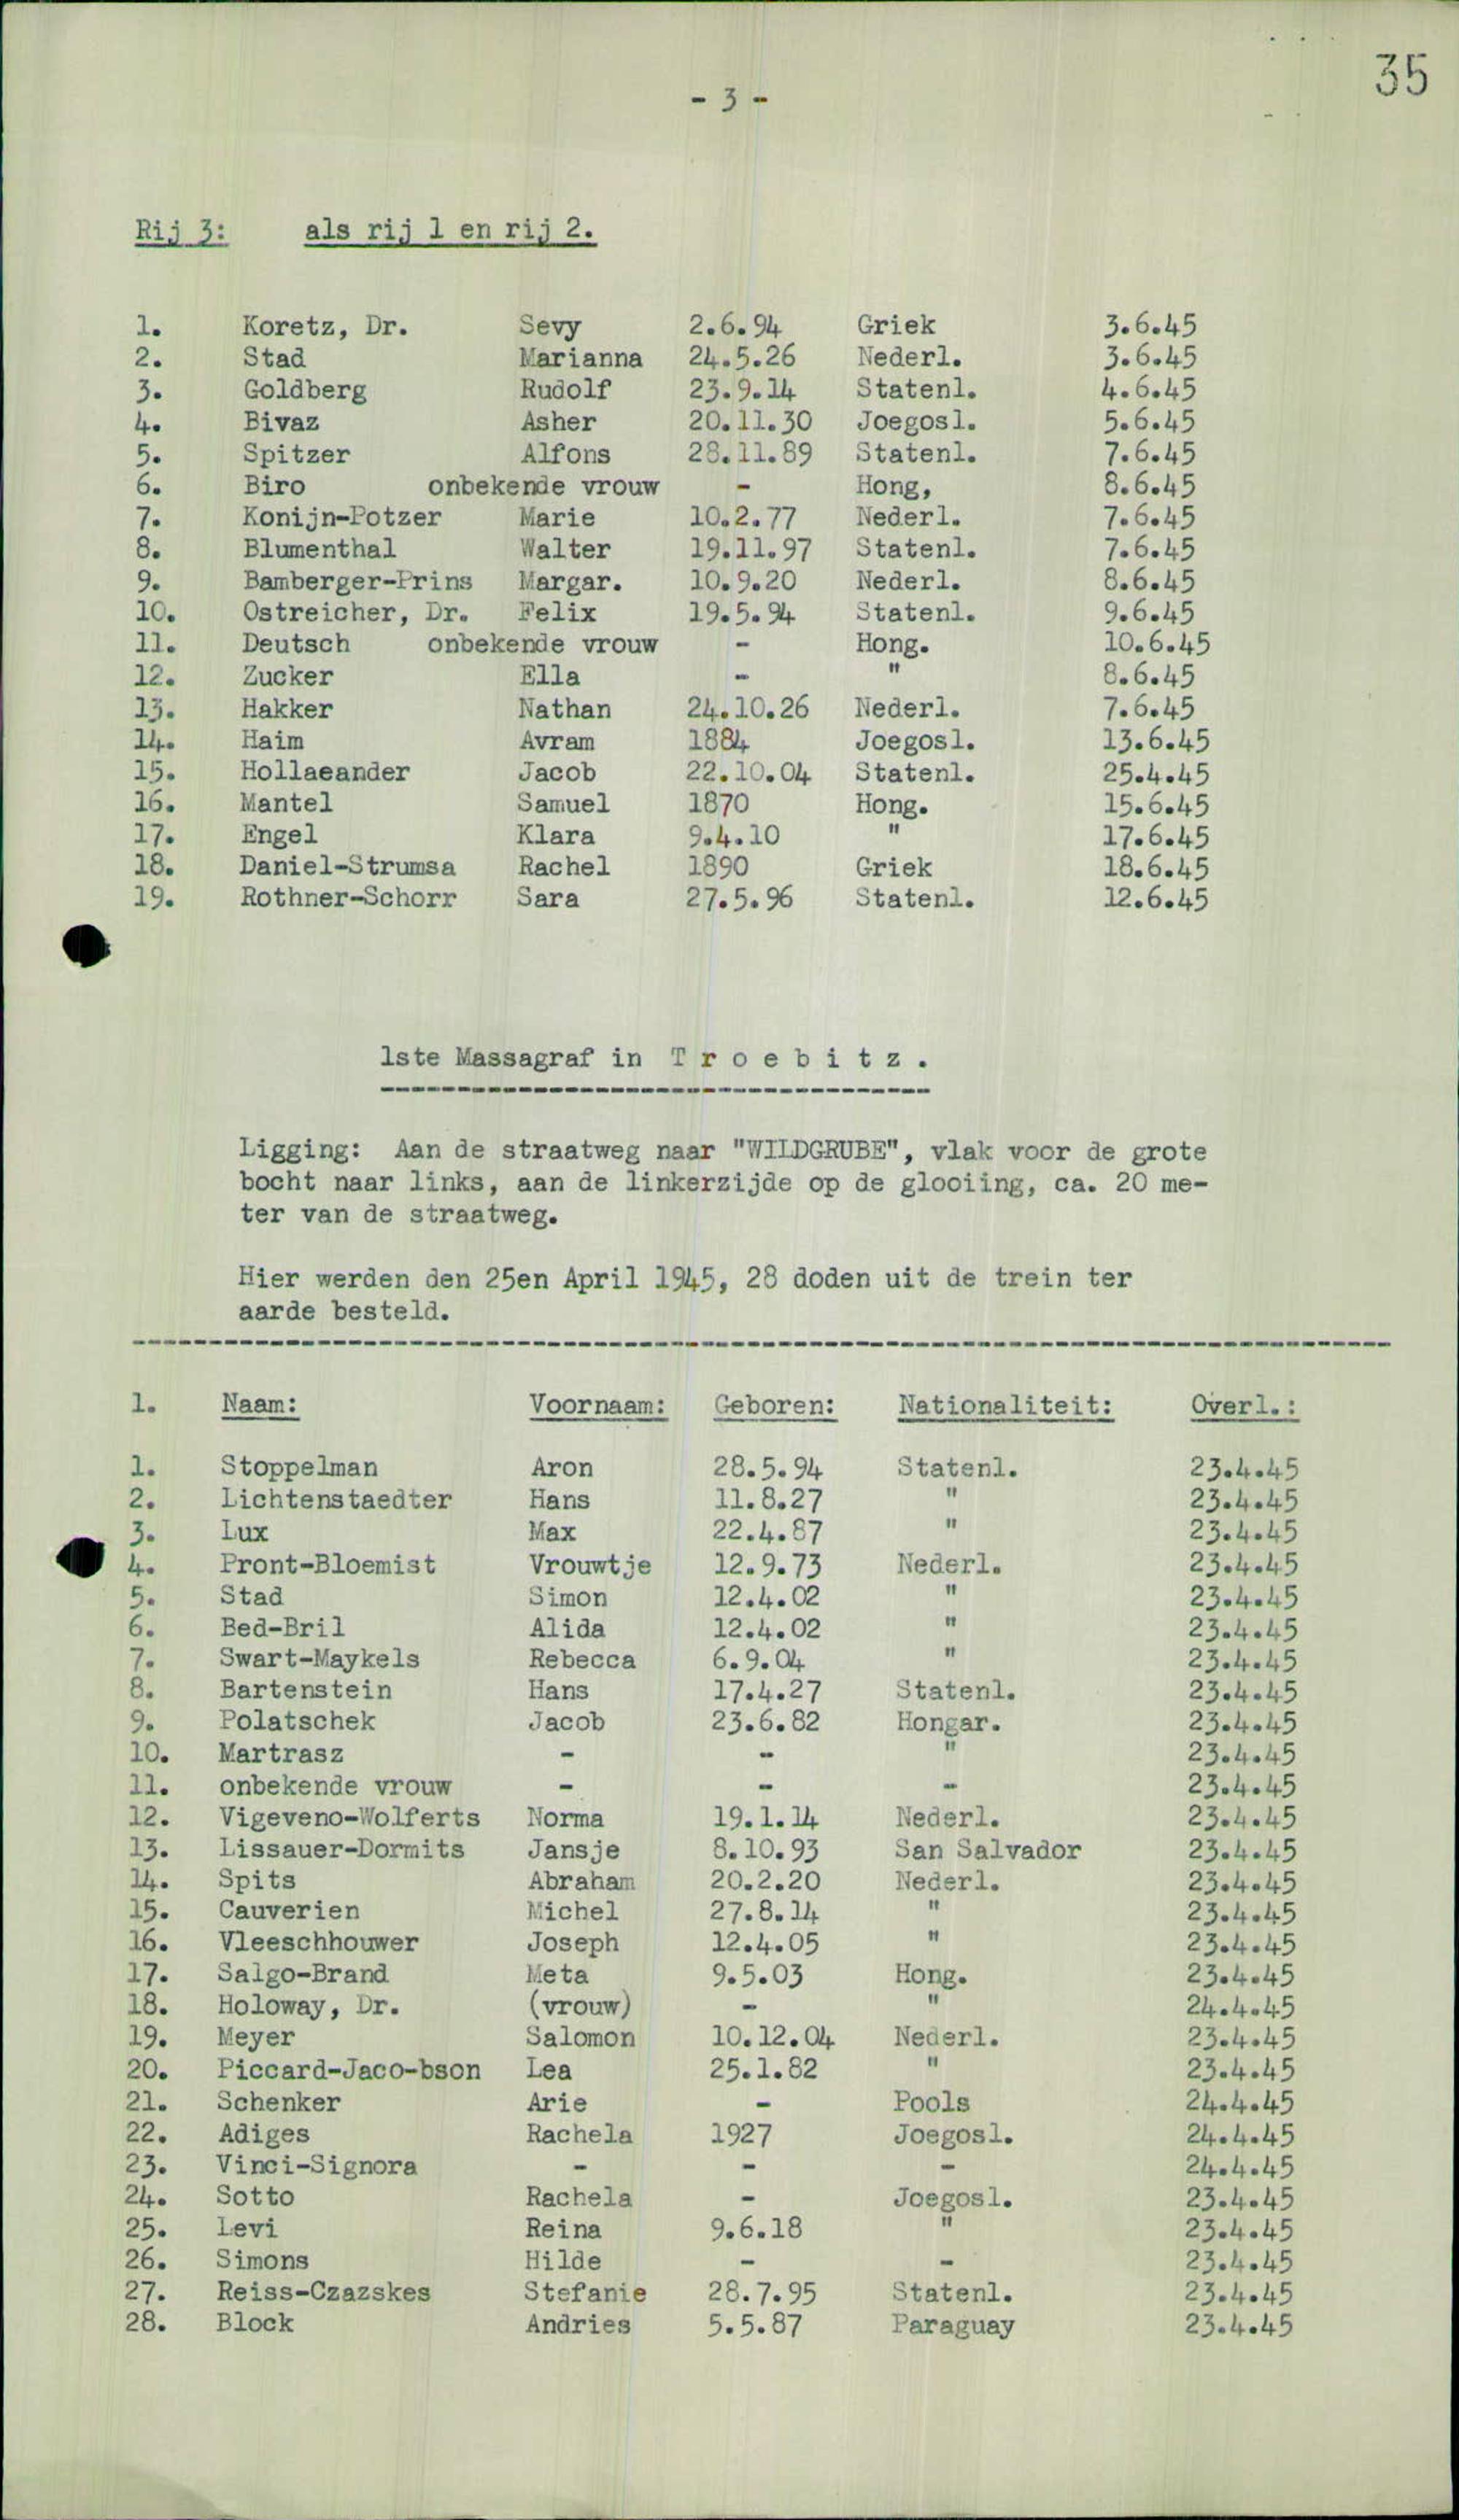 35
- 3 -
Rij 3: als rij 1 en rij 2.
1. Koretz, Dr. Sevy 2.6.94 Griek 3.6.45
2. Stad Marianna 24.5.26 Nederl. 3.6.45
3. Goldberg Rudolf 23.9.14 Statenl. 4.6.45
4. Bivaz Asher 20.11.30 Joegosl. 5.6.45
5. Spitzer Alfons 28.11.89 Statenl. 7.6.45
6. Biro onbekende vrouw - Hong, 8.6.45
7. Konijn-Potzer Marie 10.2.77 Nederl. 7.6.45
8. Blumenthal Walter 19.11.97 Statenl. 7.6.45
9. Bamberger-Prins Margar. 10.9.20 Nederl. 8.6.45
10. Ostreicher, Dr. Felix 19.5.94 Statenl. 9.6.45
11. Deutsch onbekende vrouw - Hong. 10.6.45
12. Zucker Ella - " 8.6.45
13. Hakker Nathan 24.10.26 Nederl. 7.6.45
14. Haim Avram 1884 Joegosl. 13.6.45
15. Hollaeander Jacob 22.10.04 Statenl. 25.4.45
16. Mantel Samuel 1870 Hong. 15.6.45
17. Engel Klara 9.4.10 " 17.6.45
18. Daniel-Strumsa Rachel 1890 Griek 18.6.45
19. Rothner-Schorr Sara 27.5.96 Statenl. 12.6.45
1ste Massagraf in T r o e b i t z .
Ligging: Aan de straatweg naar "WILDGRUBE", vlak voor de grote
bocht naar links, aan de linkerzijde op de glooiing, ca. 20 me-
ter van de straatweg.
Hier werden den 25en April 1945, 28 doden uit de trein ter
aarde besteld.
1. Naam: Voornaam: Geboren: Nationaliteit: Overl.:
1. Stoppelman Aron 28.5.94 Statenl. 23.4.45
2. Lichtenstaedter Hans 11.8.27 " 23.4.45
3. Lux Max 22.4.87 " 23.4.45
4. Pront-Bloemist Vrouwtje 12.9.73 Nederl. 23.4.45
5. Stad Simon 12.4.02 " 23.4.45
6. Bed-Bril Alida 12.4.02 " 23.4.45
7. Swart-Maykels Rebecca 6.9.04 " 23.4.45
8. Bartenstein Hans 17.4.27 Statenl. 23.4.45
9. Polatschek Jacob 23.6.82 Hongar. 23.4.45
10. Martrasz - - " 23.4.45
11. onbekende vrouw - - - 23.4.45
12. Vigeveno-Wolferts Norma 19.1.14 Nederl. 23.4.45
13. Lissauer-Dormits Jansje 8.10.93 San Salvador 23.4.45
14. Spits Abraham 20.2.20 Nederl. 23.4.45
15. Cauverien Michel 27.8.14 " 23.4.45
16. Vleeschhouwer Joseph 12.4.05 " 23.4.45
17. Salgo-Brand Meta 9.5.03 Hong. 23.4.45
18. Holoway, Dr. (vrouw) - " 24.4.45
19. Meyer Salomon 10.12.04 Nederl. 23.4.45
20. Piccard-Jaco-bson Lea 25.1.82 " 23.4.45
21. Schenker Arie - Pools 24.4.45
22. Adiges Rachela 1927 Joegosl. 24.4.45
23. Vinci-Signora - - - 24.4.45
24. Sotto Rachela - Joegosl. 23.4.45
25. Levi Reina 9.6.18 " 23.4.45
26. Simons Hilde - - 23.4.45
27. Reiss-Czazskes Stefanie 28.7.95 Statenl. 23.4.45
28. Block Andries 5.5.87 Paraguay 23.4.45